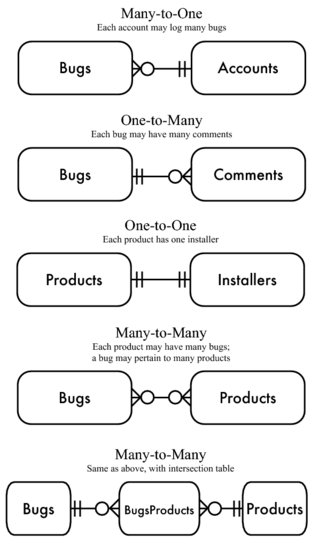 Many-to-One
Each account may log many bugs
Bugs Accounts
One-to-Many
Each bug may have many comments
Bugs Comments
One-to-One
Each product has one installer
Products Installers
Many-to-Many
Each product may have many bugs;
a bug may pertain to many products
Bugs Products
Many-to-Many
Same as above, with intersection table
Bugs BugsProducts Products